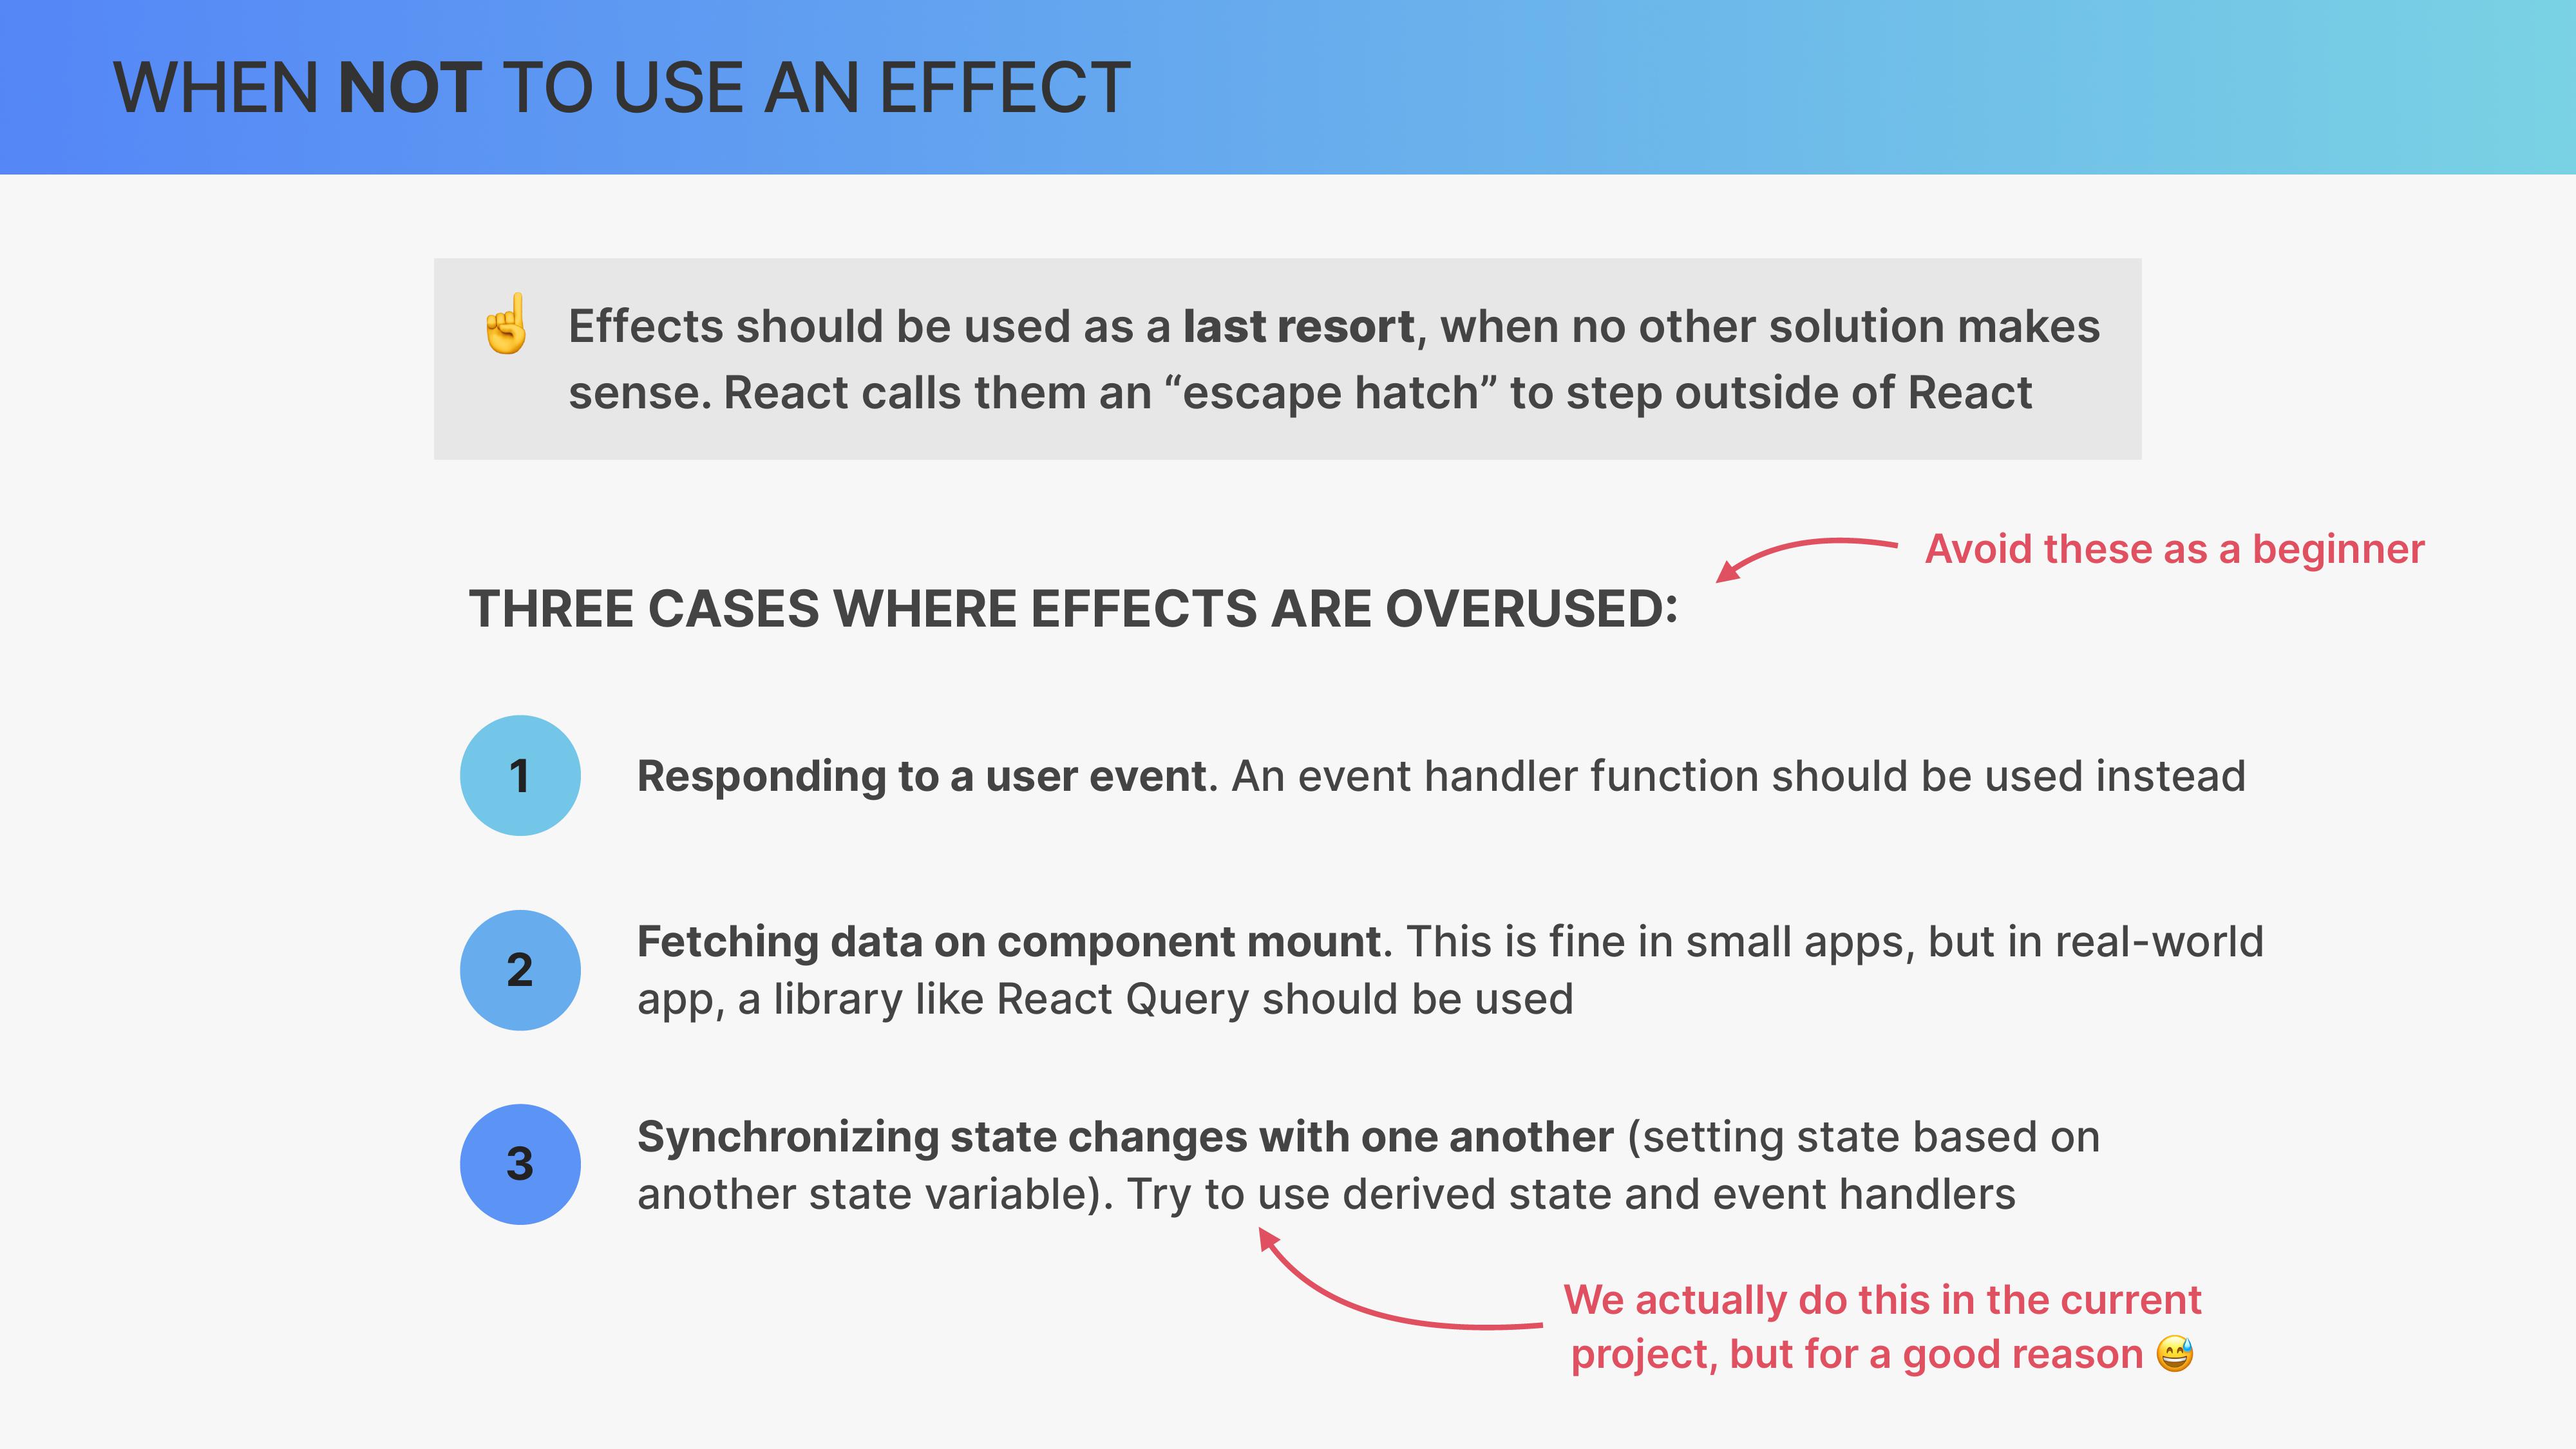 WHEN NOT TO USE AN EFFECT
☝️ Effects should be used as a last resort, when no other solution makes
sense. React calls them an “escape hatch” to step outside of React
Avoid these as a beginner
THREE CASES WHERE EFFECTS ARE OVERUSED:
1
Responding to a user event. An event handler function should be used instead
2
Fetching data on component mount. This is fine in small apps, but in real-world
app, a library like React Query should be used
3
Synchronizing state changes with one another (setting state based on
another state variable). Try to use derived state and event handlers
We actually do this in the current
project, but for a good reason 😅